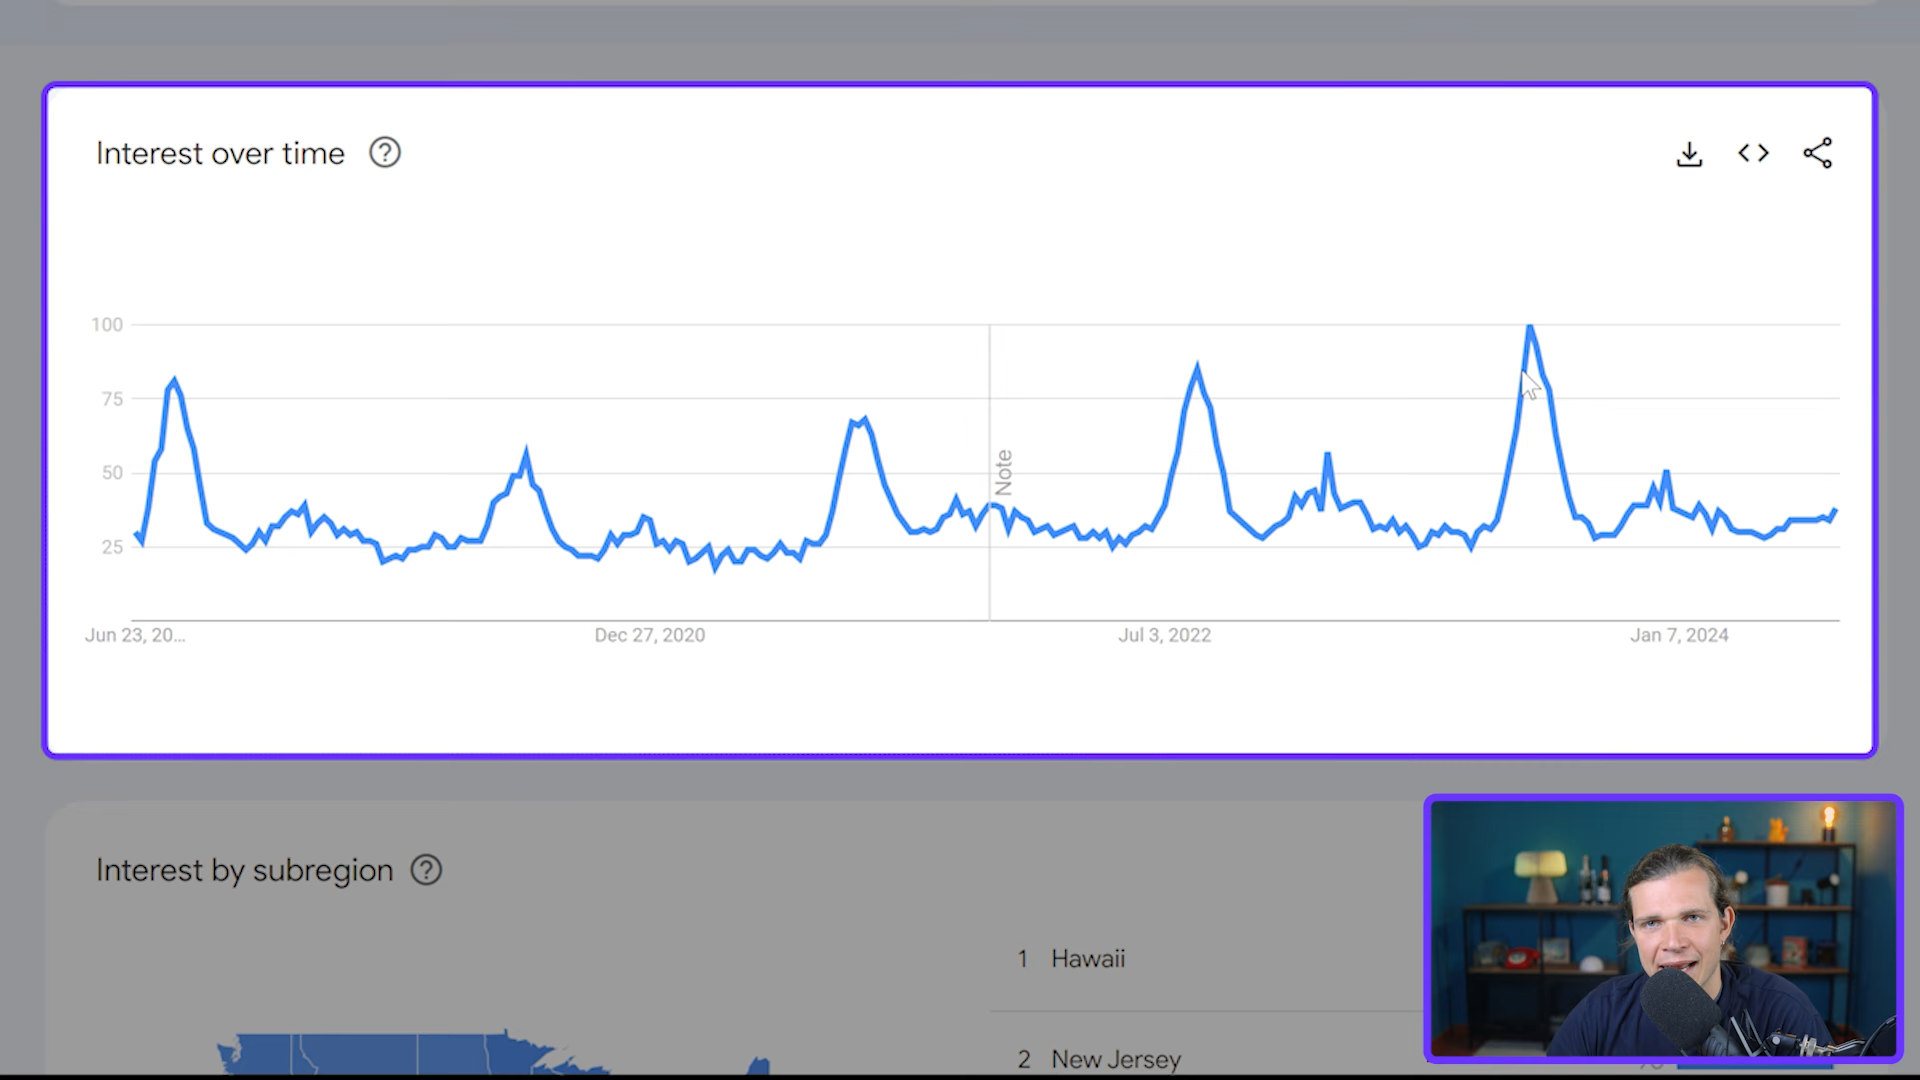 Interest over time
100
75
50
25
Note
Jun 23, 20...
Dec 27, 2020
Jul 3, 2022
Jan 7, 2024
Interest by subregion
1 Hawaii
2 New Jersey